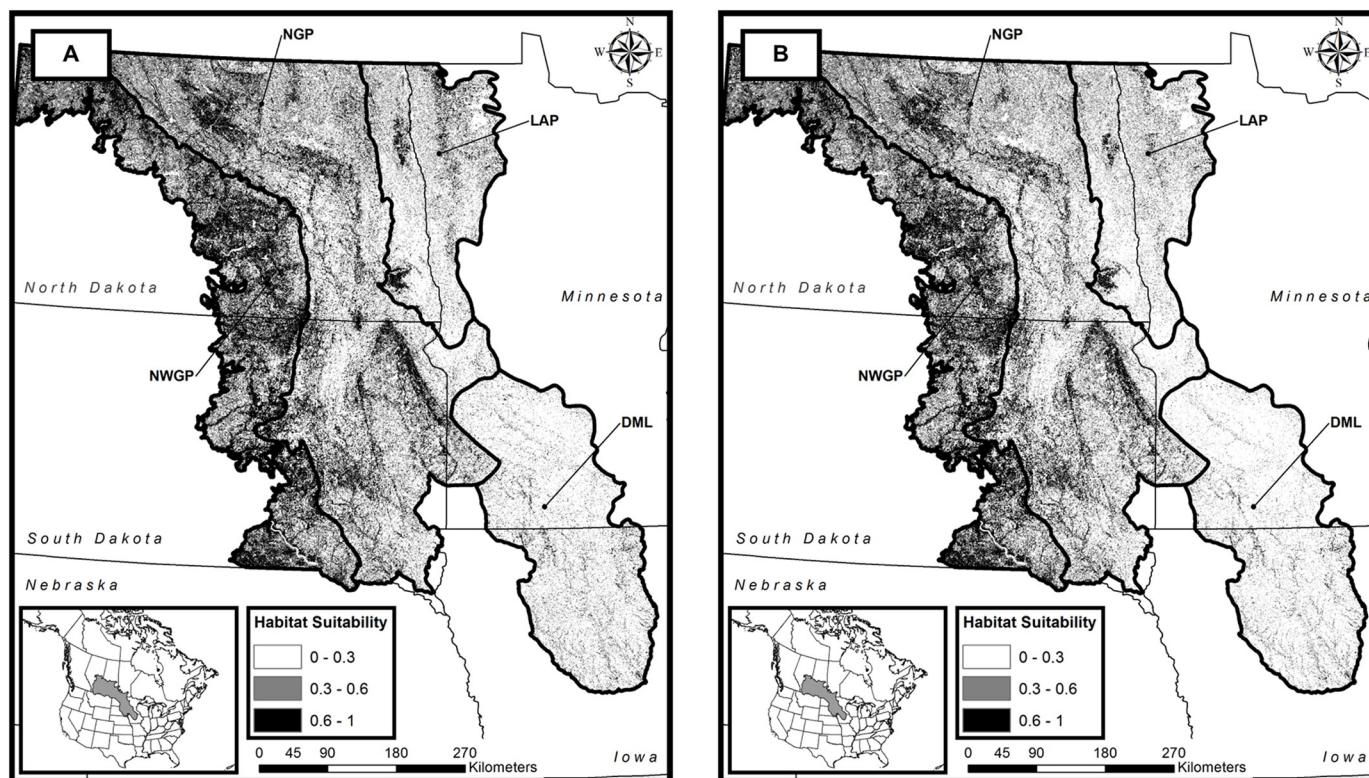 A
NGP
N
W E
S
LAP
North Dakota
Minnesota
NWGP
DML
South Dakota
Nebraska
Habitat Suitability
0 - 0.3
0.3 - 0.6
0.6 - 1
Iowa
0 45 90 180 270
Kilometers
B
NGP
N
W E
S
LAP
North Dakota
Minnesota
NWGP
DML
South Dakota
Nebraska
Habitat Suitability
0 - 0.3
0.3 - 0.6
0.6 - 1
Iowa
0 45 90 180 270
Kilometers